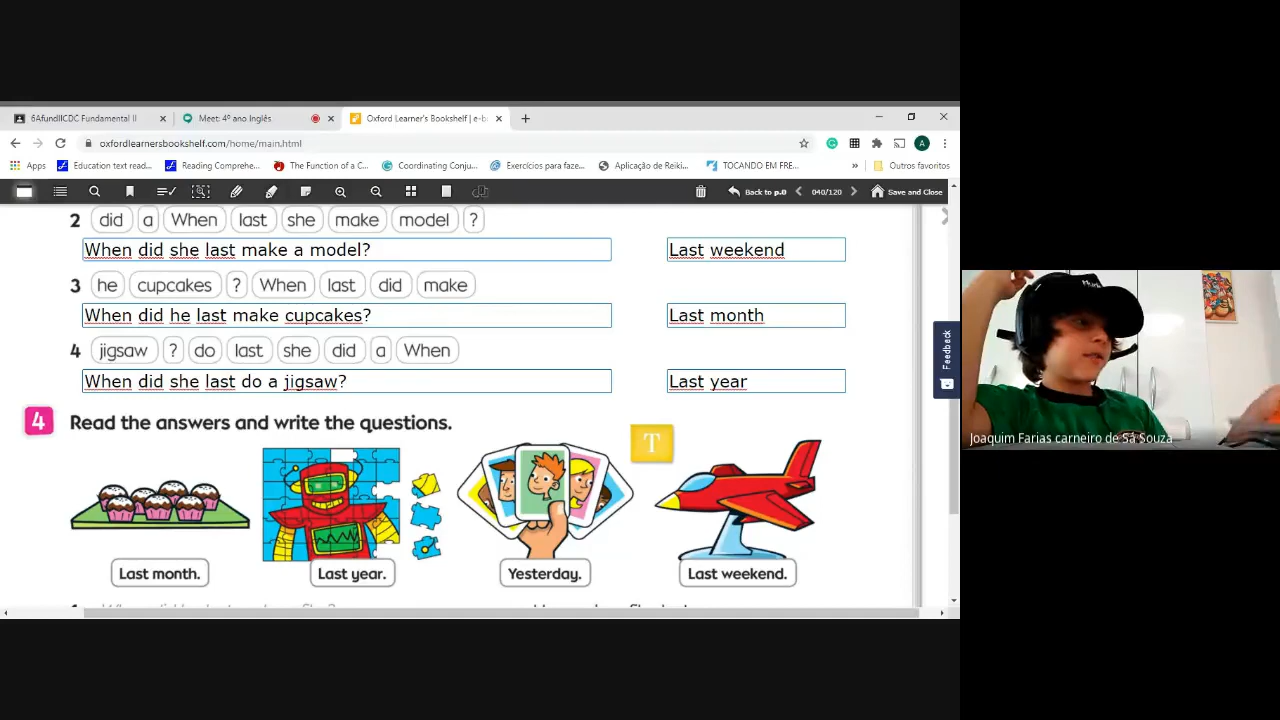 6AfundIICDC Fundamental II
Meet: 4º ano Inglês
Oxford Learner's Bookshelf | e-b
oxfordlearnersbookshelf.com/home/main.html
A
Apps
Education text read...
Reading Comprehe...
The Function of a C...
Coordinating Conju...
Exercícios para faze...
Aplicação de Reiki...
TOCANDO EM FRE...
»
Outros favoritos
Back to p.0
040/120
Save and Close
2 did a When last she make model ?
When did she last make a model? Last weekend
3 he cupcakes ? When last did make
When did he last make cupcakes? Last month
4 jigsaw ? do last she did a When
When did she last do a jigsaw? Last year
Feedback
4 Read the answers and write the questions.
T
Last month. Last year. Yesterday. Last weekend.
Joaquim Farias carneiro de Sá Souza